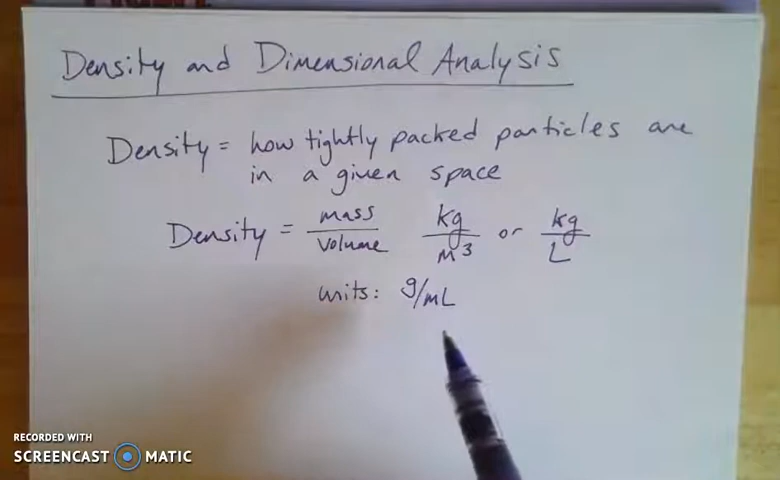 Density and Dimensional Analysis
Density = how tightly packed particles are
in a given space
Density = mass/volume kg/m³ or kg/L
units: g/mL
RECORDED WITH
SCREENCAST MATIC